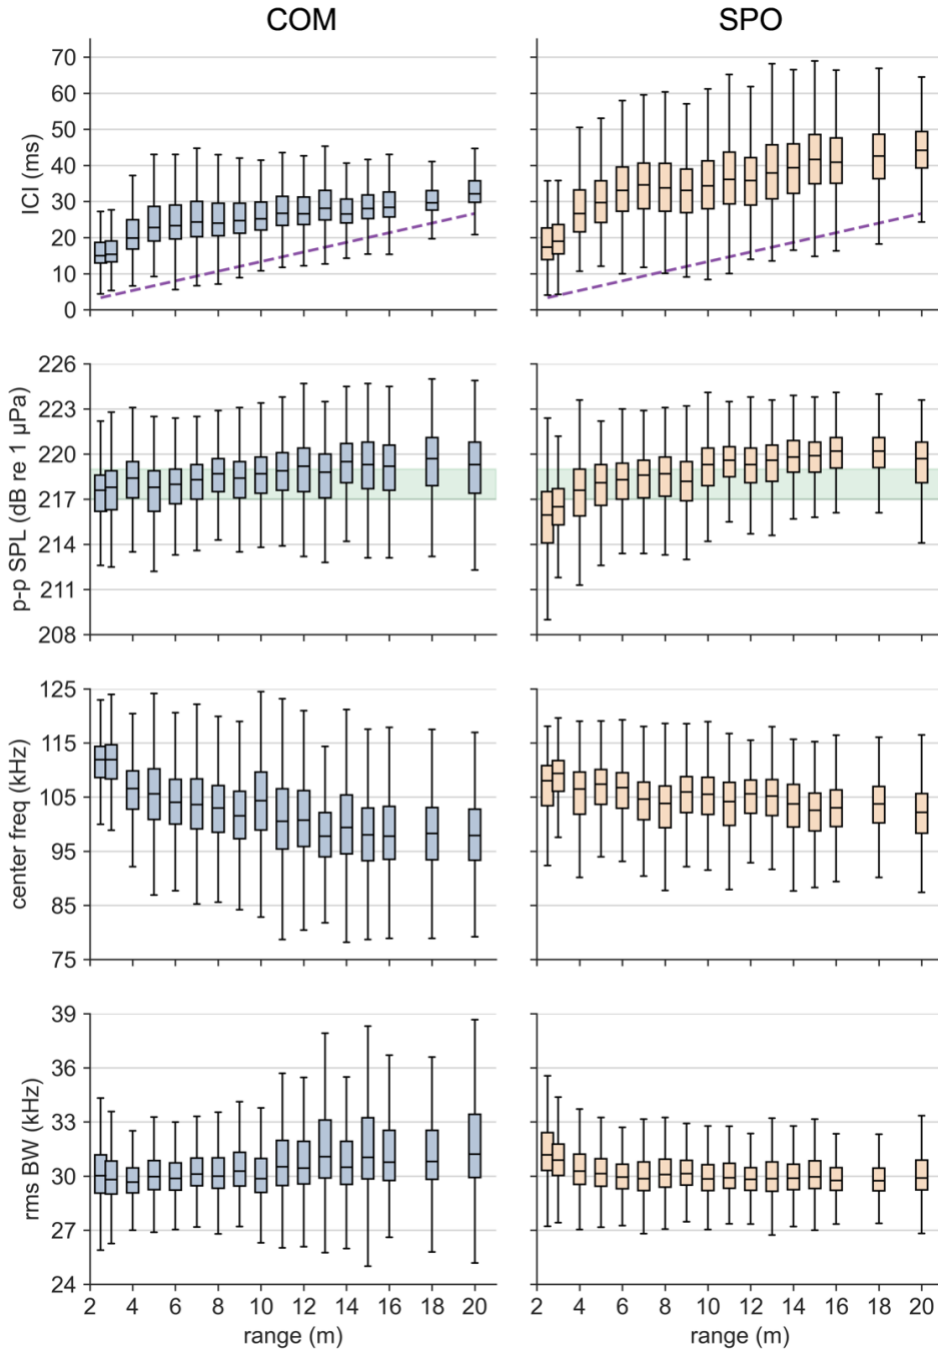 COM
SPO
ICI (ms)
70
60
50
40
30
20
10
0
p-p SPL (dB re 1 µPa)
226
223
220
217
214
211
208
center freq (kHz)
125
115
105
95
85
75
rms BW (kHz)
39
36
33
30
27
24
2 4 6 8 10 12 14 16 18 20
2 4 6 8 10 12 14 16 18 20
range (m)
range (m)